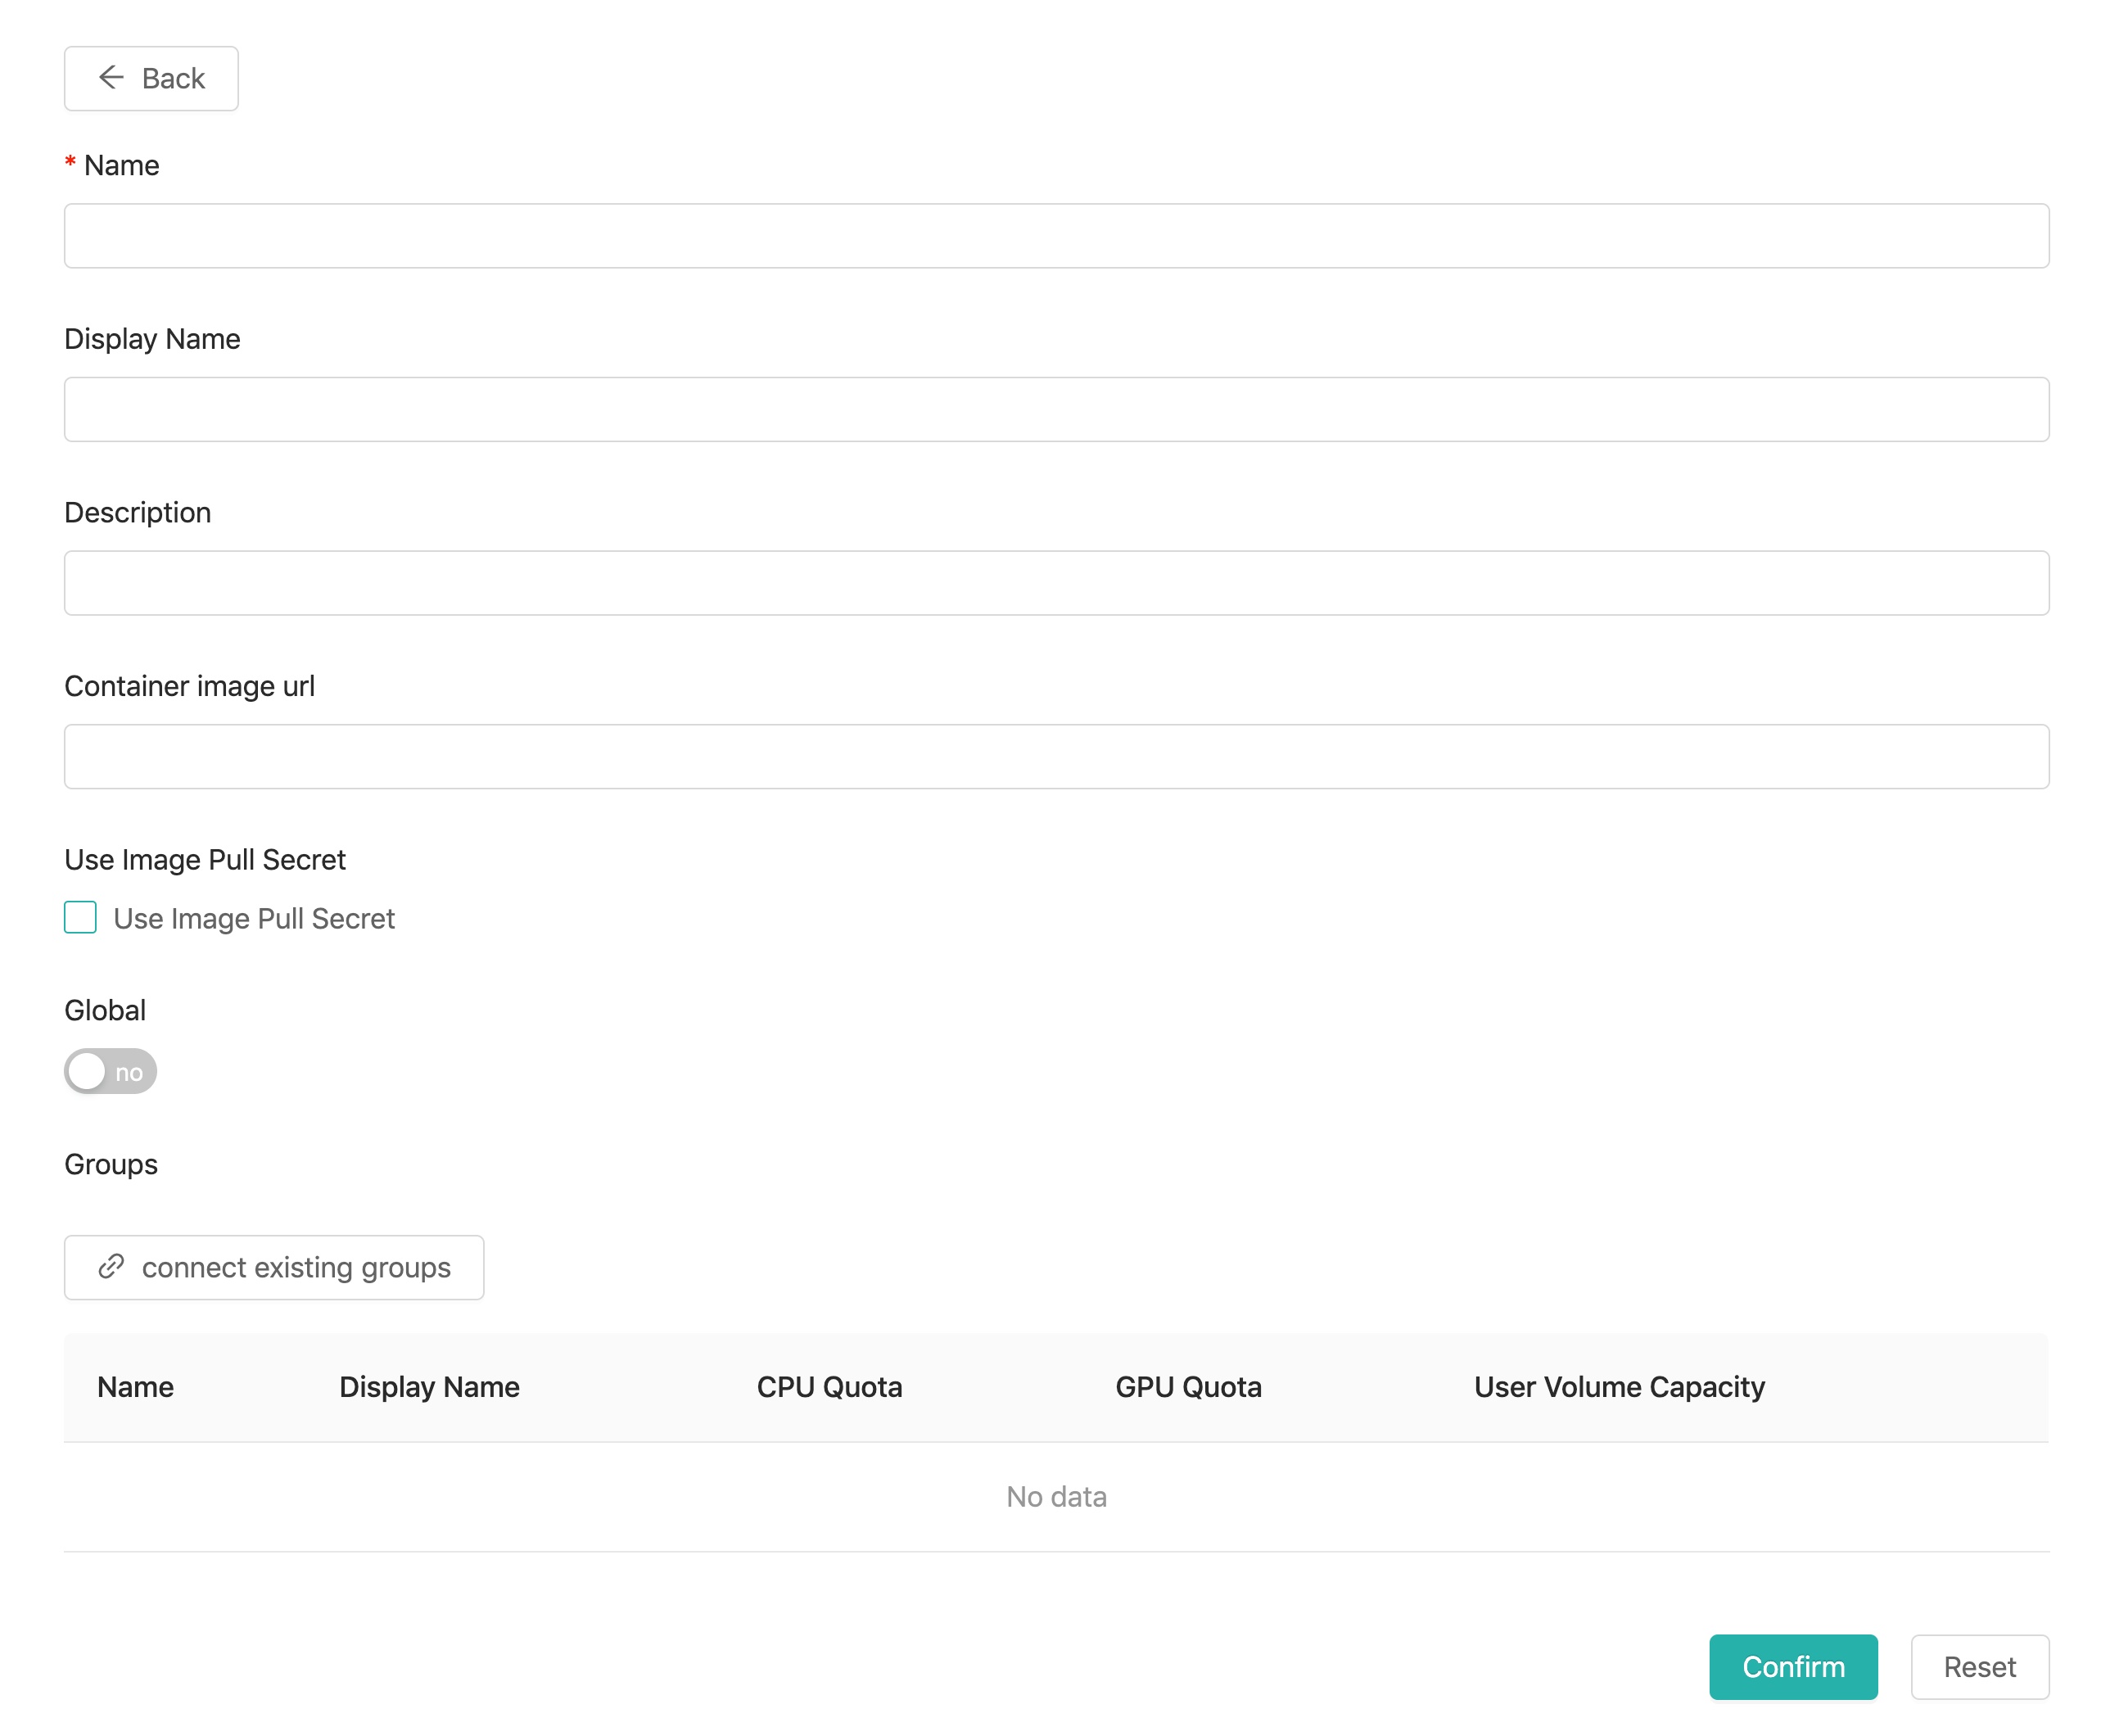 Back
* Name
Display Name
Description
Container image url
Use Image Pull Secret
Use Image Pull Secret
Global
no
Groups
connect existing groups
Name Display Name CPU Quota GPU Quota User Volume Capacity
No data
Confirm Reset